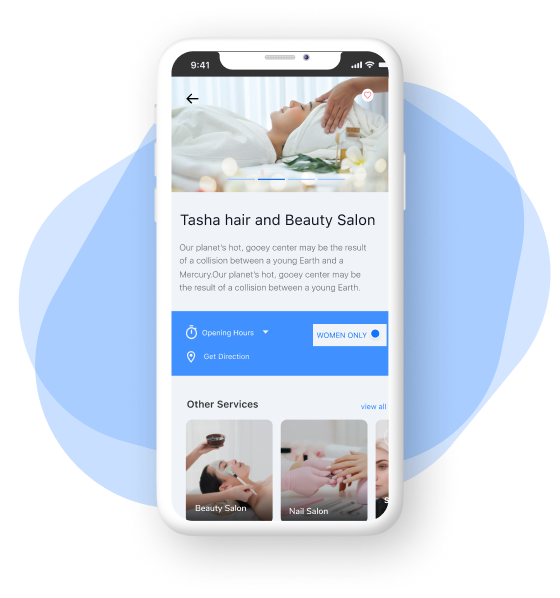 9:41
Tasha hair and Beauty Salon
Our planet's hot, gooey center may be the result
of a collision between a young Earth and a
Mercury.Our planet's hot, gooey center may be
the result of a collision between a young Earth.
Opening Hours
WOMEN ONLY
Get Direction
Other Services
view all
Beauty Salon
Nail Salon